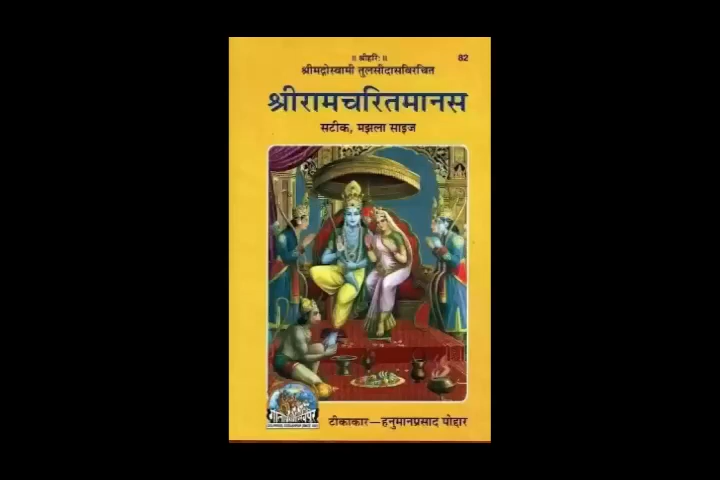 ॥ श्रीहरिः ॥
82
श्रीमद्गोस्वामी तुलसीदासविरचित
श्रीरामचरितमानस
सटीक, मझला साइज
टीकाकार—हनुमानप्रसाद पोद्दार